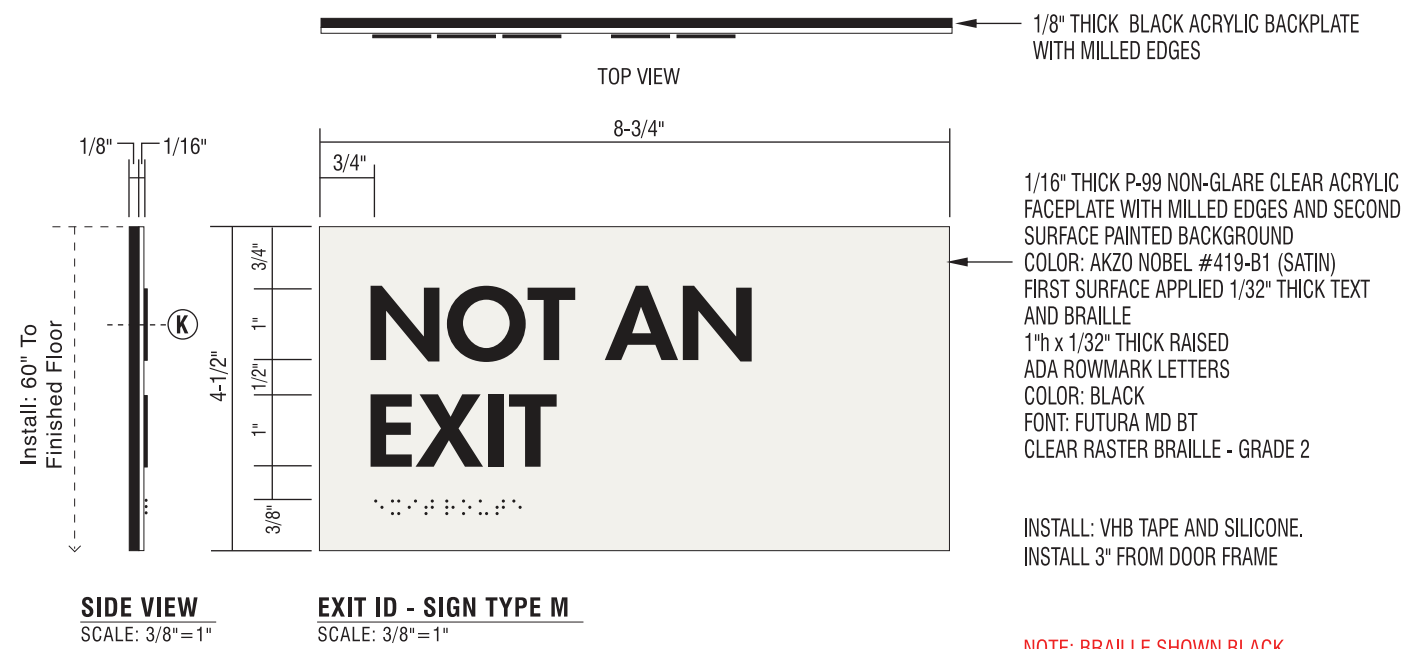 1/8" THICK  BLACK ACRYLIC BACKPLATE
WITH MILLED EDGES
TOP VIEW
8-3/4"
3/4"
1/8"
1/16"
1/16" THICK P-99 NON-GLARE CLEAR ACRYLIC
FACEPLATE WITH MILLED EDGES AND SECOND
SURFACE PAINTED BACKGROUND
COLOR: AKZO NOBEL #419-B1 (SATIN)
FIRST SURFACE APPLIED 1/32" THICK TEXT
AND BRAILLE
1"h x 1/32" THICK RAISED
ADA ROWMARK LETTERS
COLOR: BLACK
FONT: FUTURA MD BT
CLEAR RASTER BRAILLE - GRADE 2
INSTALL: VHB TAPE AND SILICONE.
INSTALL 3" FROM DOOR FRAME
NOTE: BRAILLE SHOWN BLACK
Install: 60" To
Finished Floor
K
4-1/2"
3/4"
1"
1/2"
1"
3/8"
NOT AN
EXIT
SIDE VIEW
SCALE: 3/8"=1"
EXIT ID - SIGN TYPE M
SCALE: 3/8"=1"